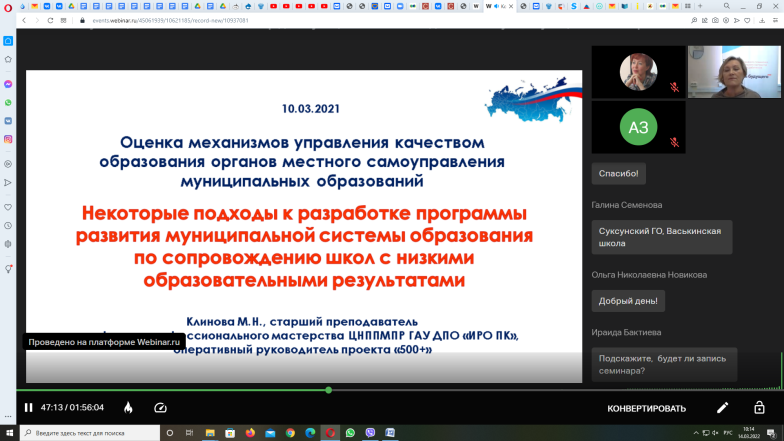 events.webinar.ru/45061939/10621185/record-new/10937081
10.03.2021
Оценка механизмов управления качеством
образования органов местного самоуправления
муниципальных образований
Некоторые подходы к разработке программы
развития муниципальной системы образования
по сопровождению школ с низкими
образовательными результатами
Клинова М.Н., старший преподаватель
фессионального мастерства ЦНППМПР ГАУ ДПО «ИРО ПК»,
оперативный руководитель проекта «500+»
Проведено на платформе Webinar.ru
АЗ
Спасибо!
Галина Семенова
Суксунский ГО, Васькинская
школа
Ольга Николаевна Новикова
Добрый день!
Ираида Бактиева
Подскажите, будет ли запись
семинара?
47:13 / 01:56:04
КОНВЕРТИРОВАТЬ
Введите здесь текст для поиска
РУС
16:14
14.03.2022